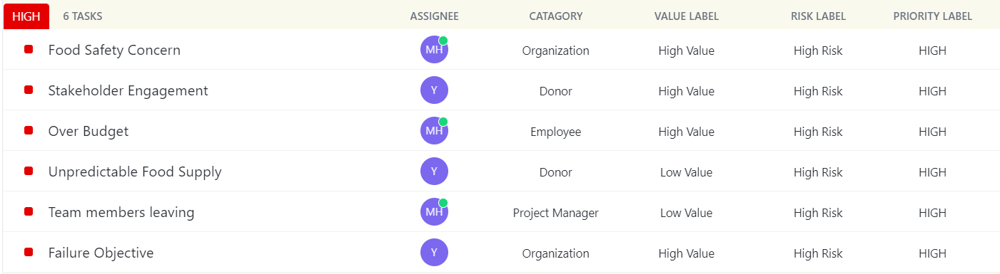 HIGH 6 TASKS ASSIGNEE CATAGORY VALUE LABEL RISK LABEL PRIORITY LABEL
Food Safety Concern MH Organization High Value High Risk HIGH
Stakeholder Engagement Y Donor High Value High Risk HIGH
Over Budget MH Employee High Value High Risk HIGH
Unpredictable Food Supply Y Donor Low Value High Risk HIGH
Team members leaving MH Project Manager Low Value High Risk HIGH
Failure Objective Y Organization High Value High Risk HIGH